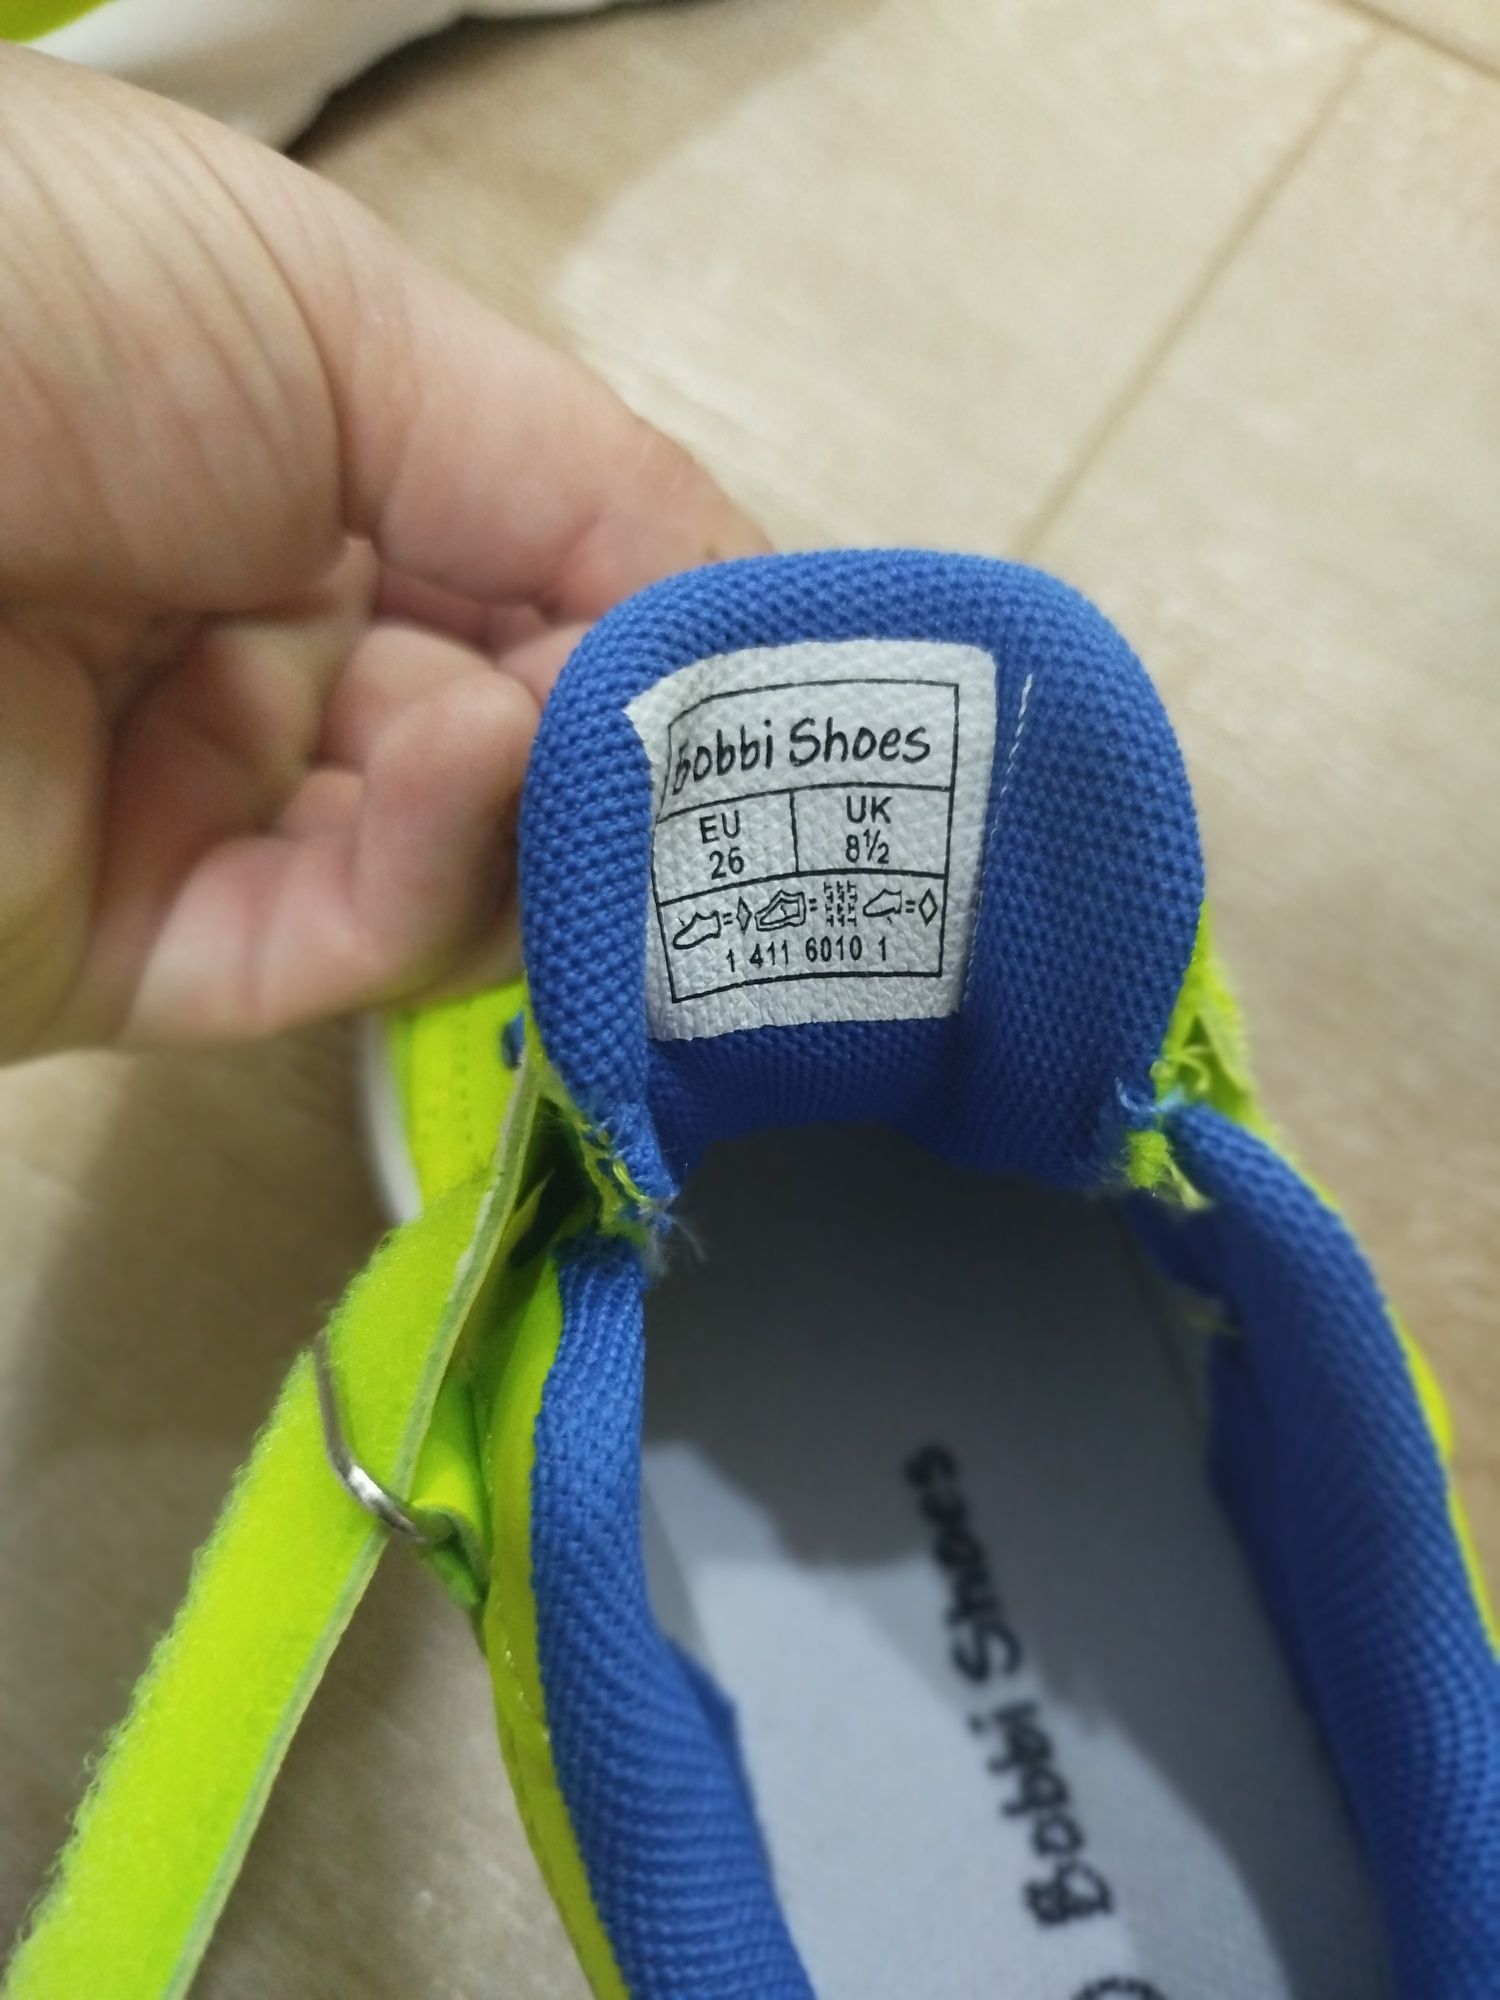 Bobbi Shoes
EU
26
UK
8½
= = =
1 411 6010 1
Bobbi Shoes